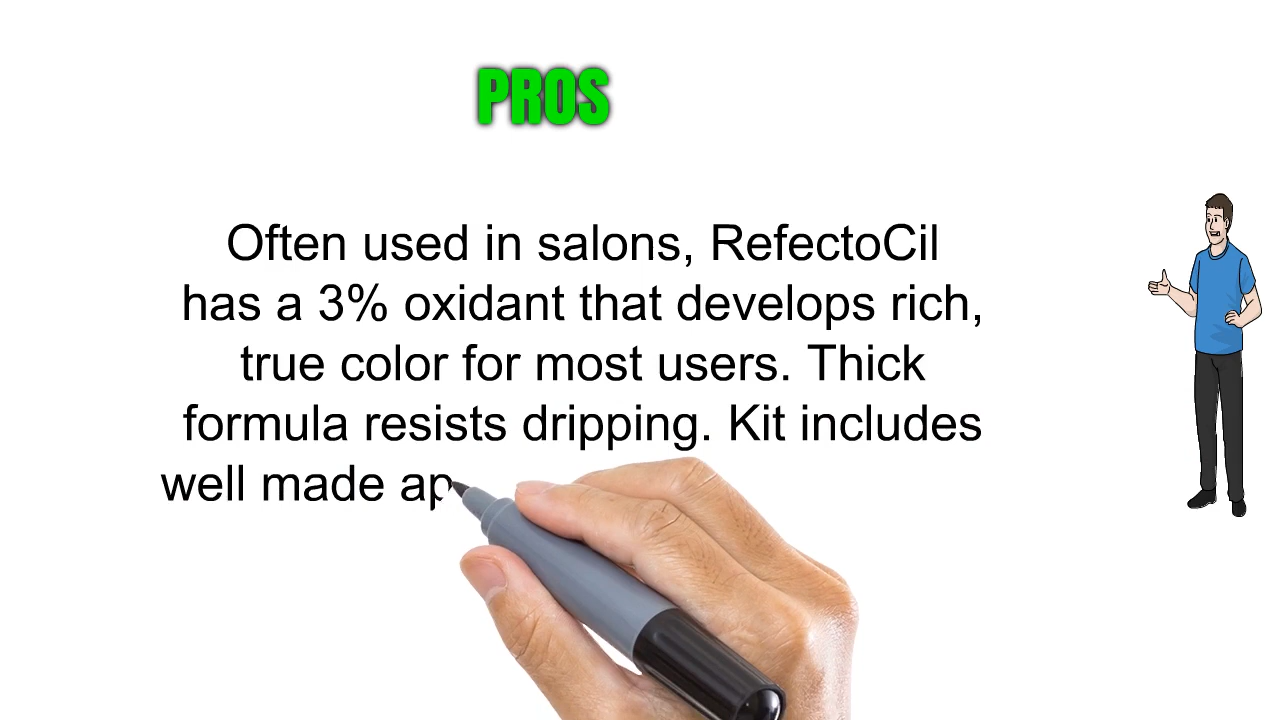 PROS
Often used in salons, RefectoCil
has a 3% oxidant that develops rich,
true color for most users. Thick
formula resists dripping. Kit includes
well made ap